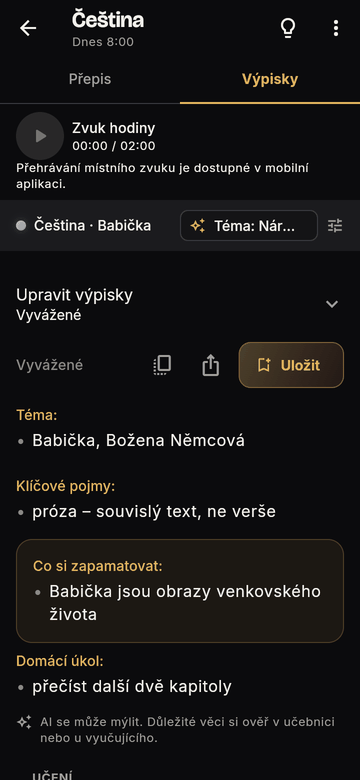 Čeština
Dnes 8:00
Přepis
Výpisky
Zvuk hodiny
00:00 / 02:00
Přehrávání místního zvuku je dostupné v mobilní
aplikaci.
Čeština · Babička
Téma: Nár...
Upravit výpisky
Vyvážené
Vyvážené
Uložit
Téma:
• Babička, Božena Němcová
Klíčové pojmy:
• próza – souvislý text, ne verše
Co si zapamatovat:
• Babička jsou obrazy venkovského
života
Domácí úkol:
• přečíst další dvě kapitoly
AI se může mýlit. Důležité věci si ověř v učebnici
nebo u vyučujícího.
UČENÍ